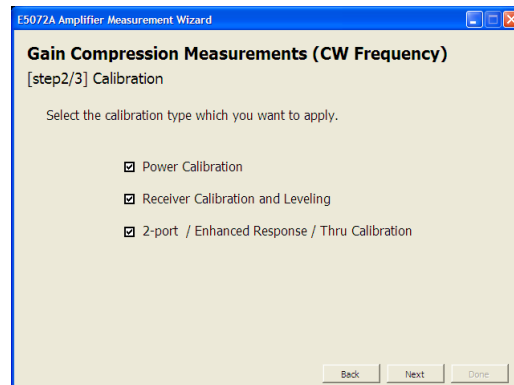 E5072A Amplifier Measurement Wizard
Gain Compression Measurements (CW Frequency)
[step2/3] Calibration
Select the calibration type which you want to apply.
Power Calibration
Receiver Calibration and Leveling
2-port / Enhanced Response / Thru Calibration
Back Next Done